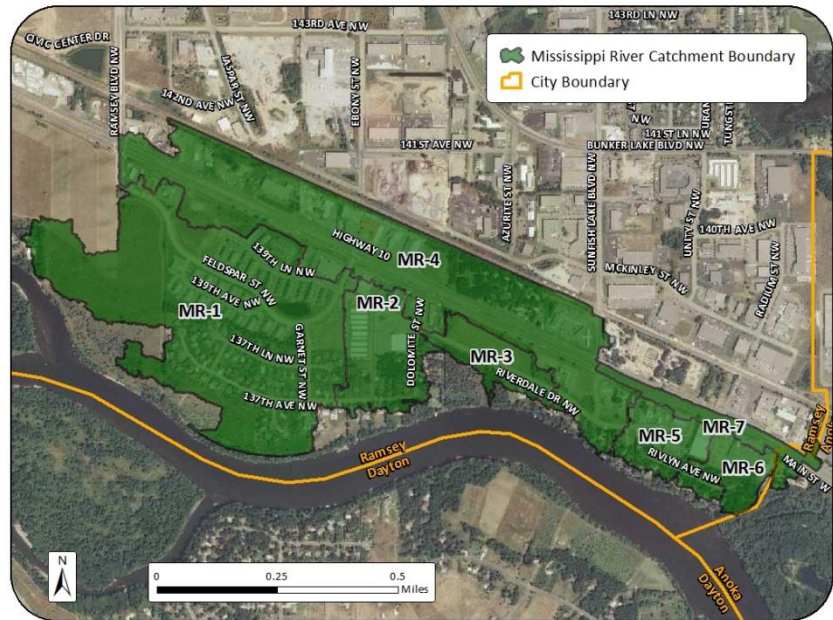 143RD AVE NW
143RD LN NW
CIVIC CENTER DR
RAMSEY BLVD NW
JASPAR ST NW
142ND AVE NW
EBONY ST NW
141ST AVE NW
Mississippi River Catchment Boundary
City Boundary
141ST LN NW
BUNKER LAKE BLVD NW
AZURITE ST NW
SUNFISH LAKE BLVD NW
UNITY ST NW
140TH AVE NW
MCKINLEY ST NW
RADIUM ST NW
HIGHWAY 10
139TH LN NW
FELDSPAR ST NW
139TH AVE NW
MR-4
MR-1
MR-2
GARNET ST NW
DOLOMITE ST NW
137TH LN NW
MR-3
RIVERDALE DR NW
137TH AVE NW
MR-5
MR-7
MR-6
RIVLYN AVE NW
MAIN ST W
Ramsey
Ramsey
Dayton
Anoka
Dayton
N
0 0.25 0.5
Miles